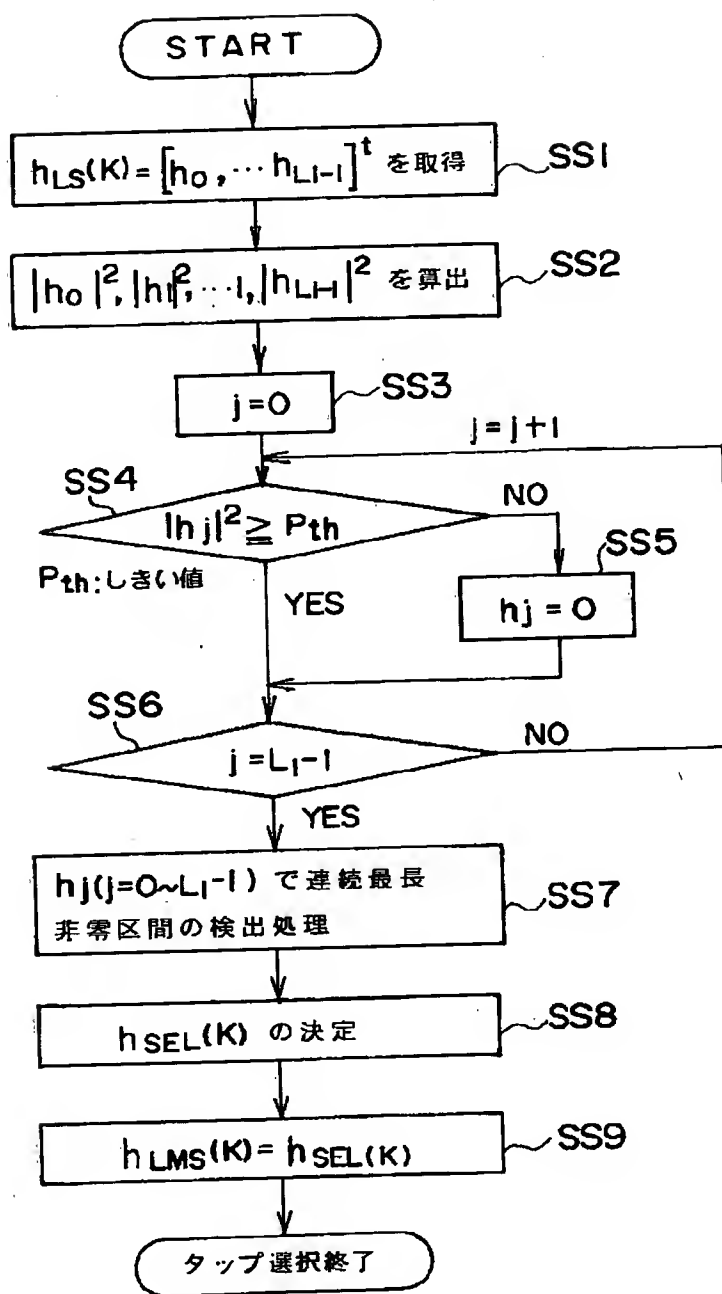 START
h_LS(K) = [h_0, … h_L1-1]^t を取得
SS1
|h_0|^2, |h1|^2, …1, |h_L1-1|^2 を算出
SS2
j=0
SS3
j=j+1
SS4
|hj|^2 ≧ P_th
NO
P_th:しきい値
YES
SS5
hj = 0
SS6
j=L_1-1
NO
YES
hj(j=0~L_1-1) で連続最長
非零区間の検出処理
SS7
h_SEL(K) の決定
SS8
h_LMS(K) = h_SEL(K)
SS9
タップ選択終了